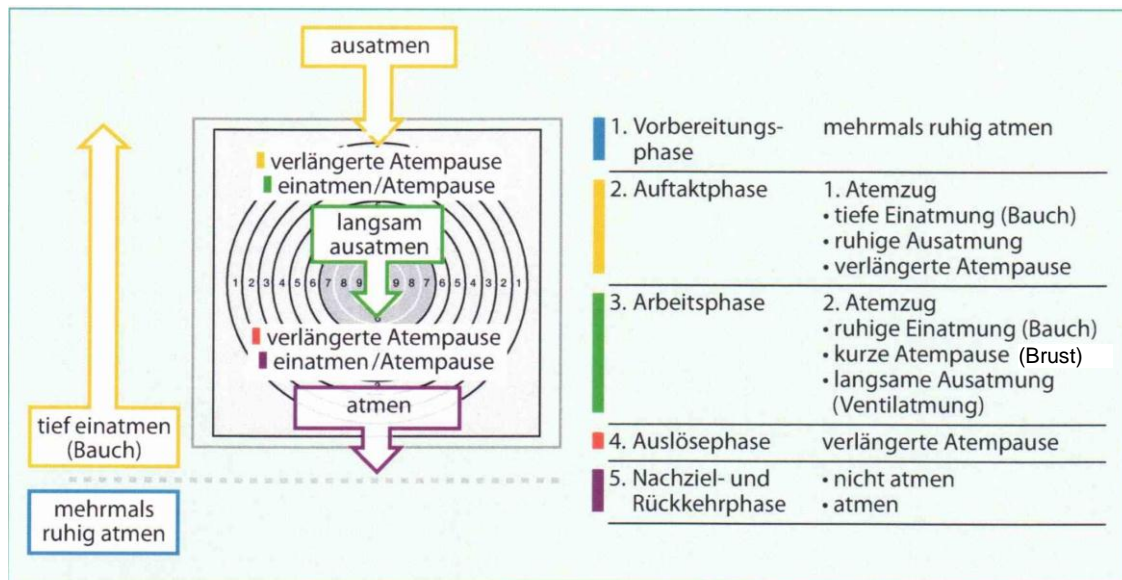 ausatmen
verlängerte Atempause
einatmen/Atempause
langsam
ausatmen
1 2 3 4 5 6 7 8 9 9 8 7 6 5 4 3 2 1
verlängerte Atempause
einatmen/Atempause
atmen
tief einatmen
(Bauch)
mehrmals
ruhig atmen
1. Vorbereitungs-
phase
mehrmals ruhig atmen
2. Auftaktphase
1. Atemzug
• tiefe Einatmung (Bauch)
• ruhige Ausatmung
• verlängerte Atempause
3. Arbeitsphase
2. Atemzug
• ruhige Einatmung (Bauch)
• kurze Atempause (Brust)
• langsame Ausatmung
(Ventilatmung)
4. Auslösephase
verlängerte Atempause
5. Nachziel- und
Rückkehrphase
• nicht atmen
• atmen